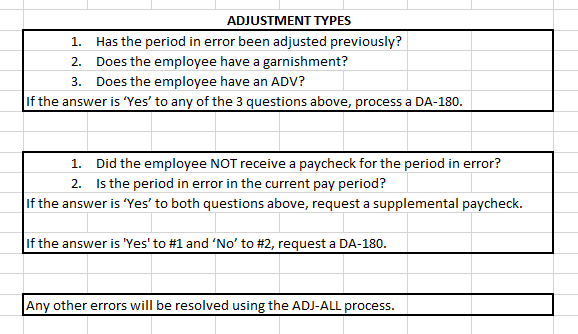 ADJUSTMENT TYPES
1. Has the period in error been adjusted previously?
2. Does the employee have a garnishment?
3. Does the employee have an ADV?
If the answer is ‘Yes’ to any of the 3 questions above, process a DA-180.
1. Did the employee NOT receive a paycheck for the period in error?
2. Is the period in error in the current pay period?
If the answer is ‘Yes’ to both questions above, request a supplemental paycheck.
If the answer is 'Yes' to #1 and ‘No’ to #2, request a DA-180.
Any other errors will be resolved using the ADJ-ALL process.